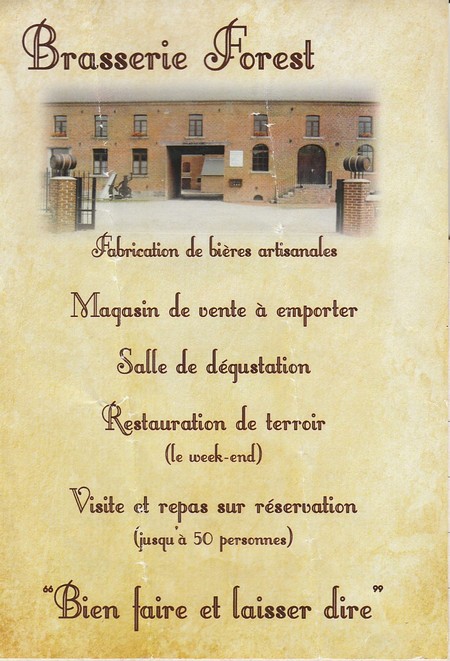 Brasserie Forest
Fabrication de bières artisanales
Magasin de vente à emporter
Salle de dégustation
Restauration de terroir
(le week-end)
Visite et repas sur réservation
(jusqu'à 50 personnes)
"Bien faire et laisser dire"